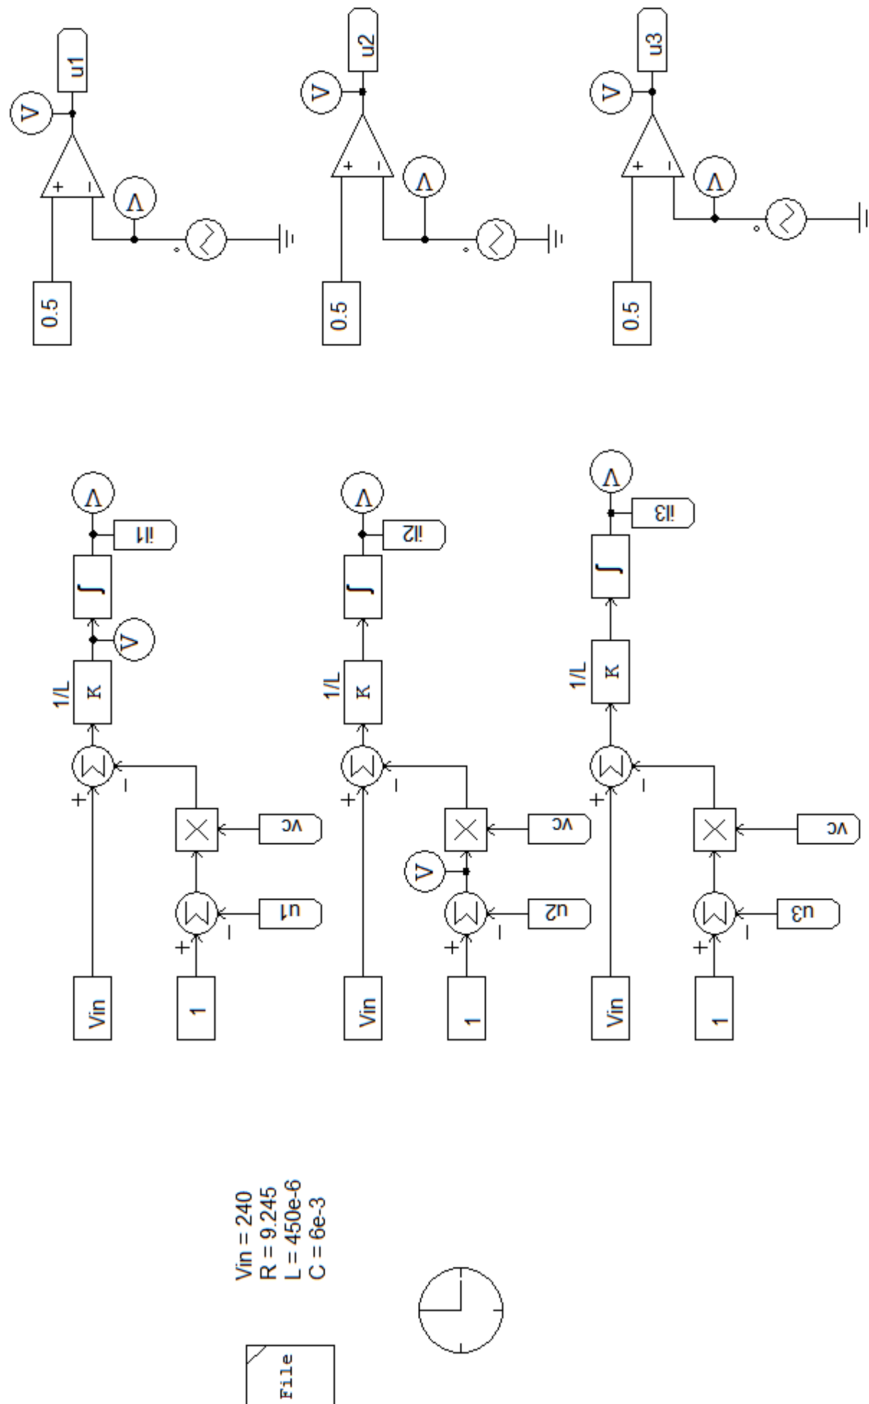 File
Vin = 240
R = 9.245
L = 450e-6
C = 6e-3
Vin
+
-
1/L
K
∫
V
V
il1
1
+
-
u1
vc
Vin
+
-
1/L
K
∫
V
il2
V
1
+
-
u2
vc
Vin
+
-
1/L
K
∫
V
il3
1
+
-
u3
vc
0.5
+
-
V
V
u1
0.5
+
-
V
V
u2
0.5
+
-
V
V
u3